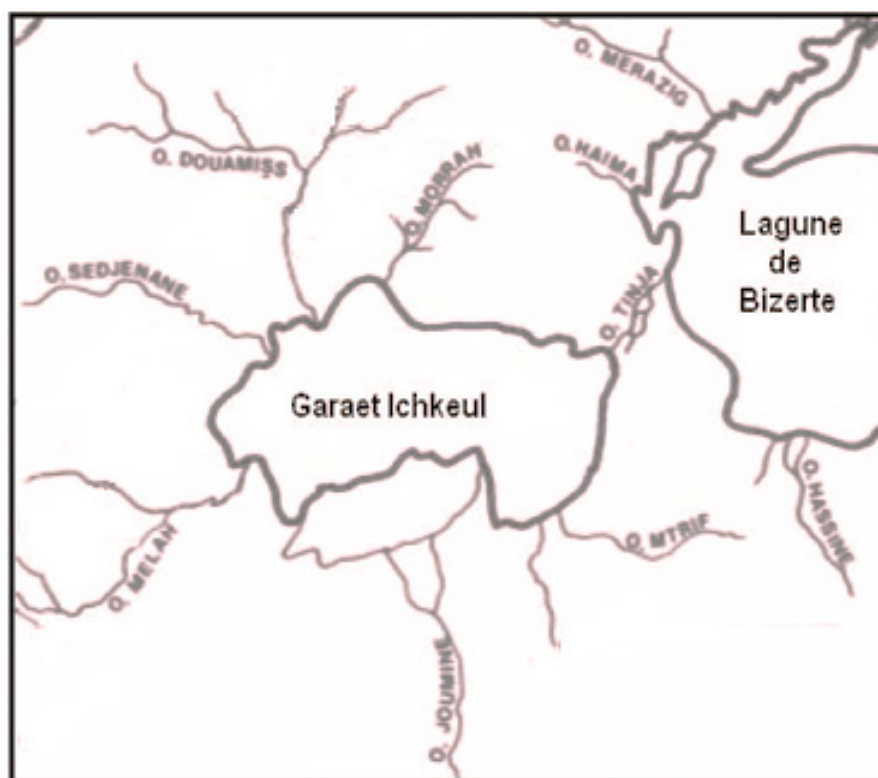 O. MERAZIG
O. DOUAMISS
O. MORRAH
O. HAIMA
Lagune
de
Bizerte
O. SEDJENANE
O. TINJA
Garaet Ichkeul
O. HASSINE
O. MTRIF
O. MELAH
O. JOUMINE